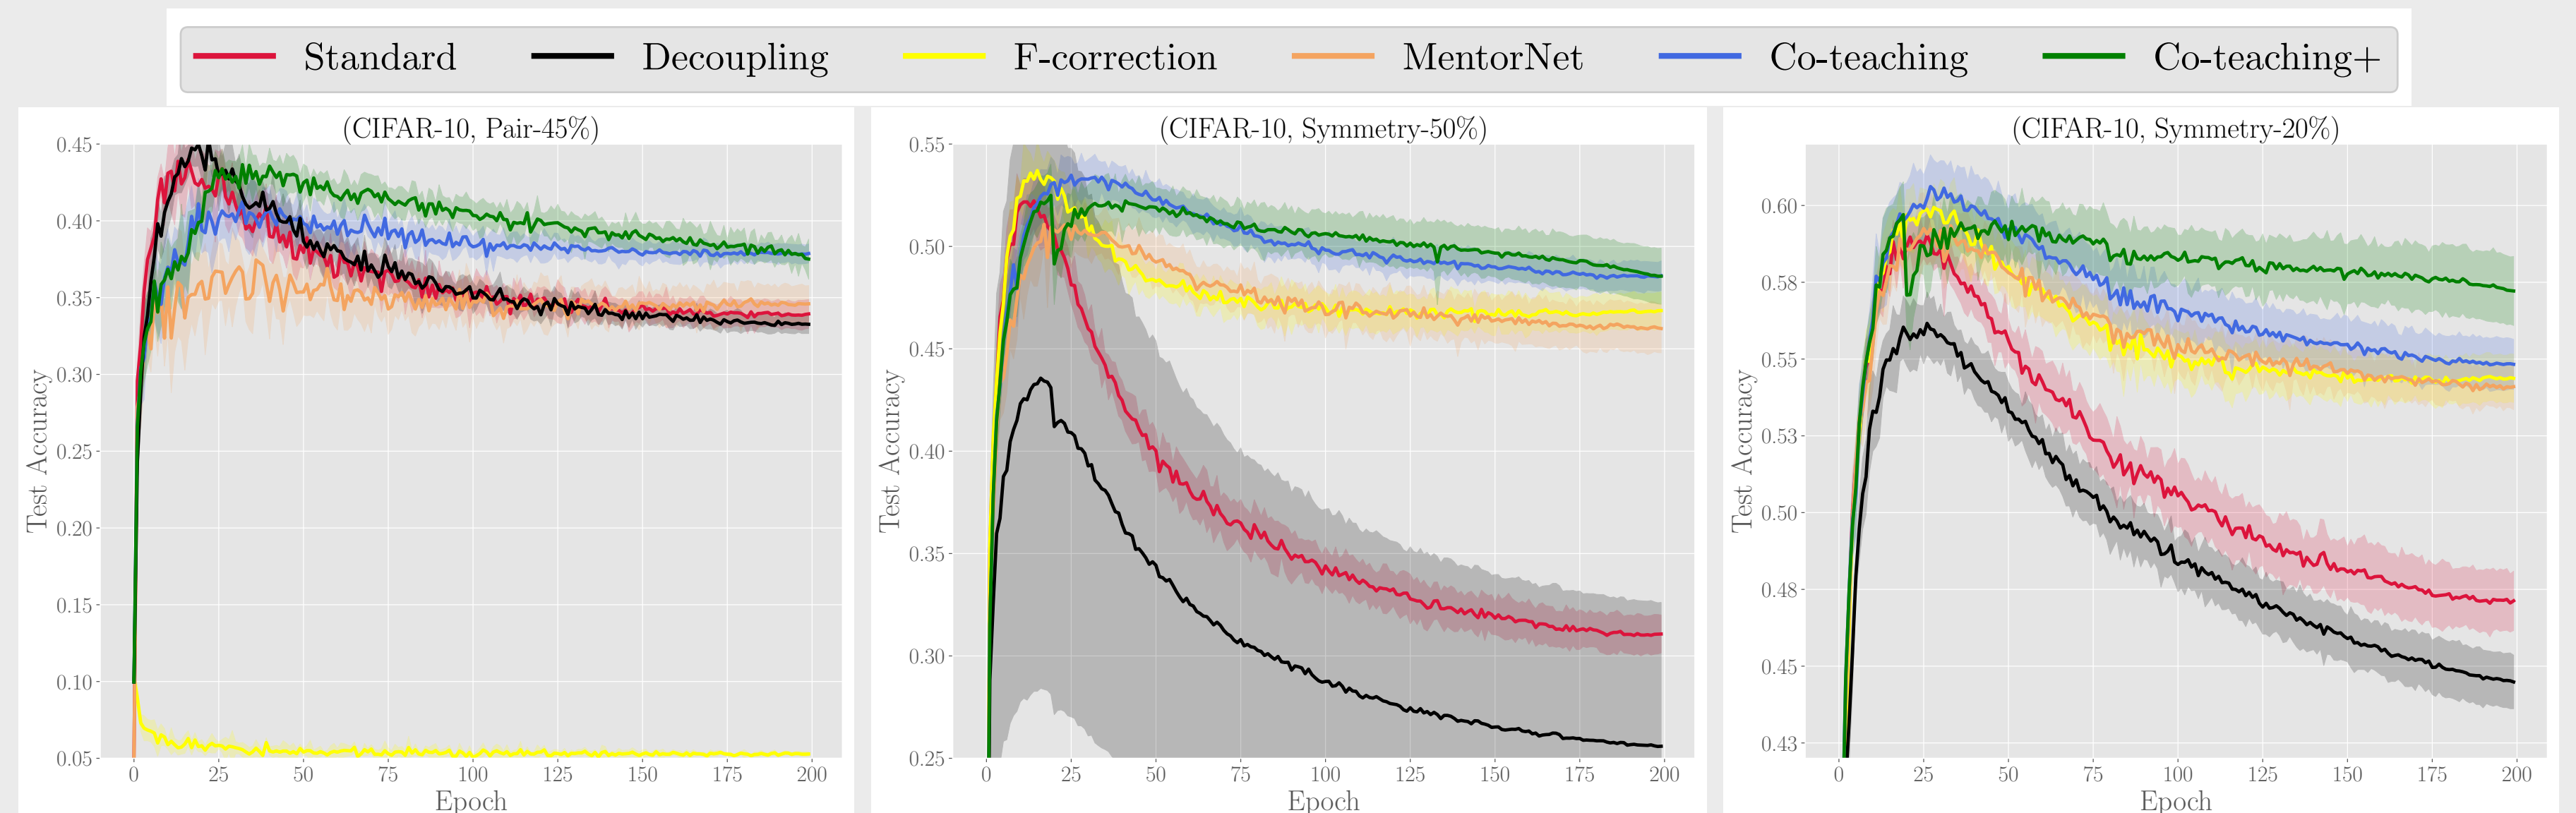 Standard Decoupling F-correction MentorNet Co-teaching Co-teaching+
(CIFAR-10, Pair-45%)
0.45
0.40
0.35
0.30
0.25
0.20
0.15
0.10
0.05
Test Accuracy
0 25 50 75 100 125 150 175 200
Epoch
(CIFAR-10, Symmetry-50%)
0.55
0.50
0.45
0.40
0.35
0.30
0.25
Test Accuracy
0 25 50 75 100 125 150 175 200
Epoch
(CIFAR-10, Symmetry-20%)
0.60
0.58
0.55
0.53
0.50
0.48
0.45
0.43
Test Accuracy
0 25 50 75 100 125 150 175 200
Epoch